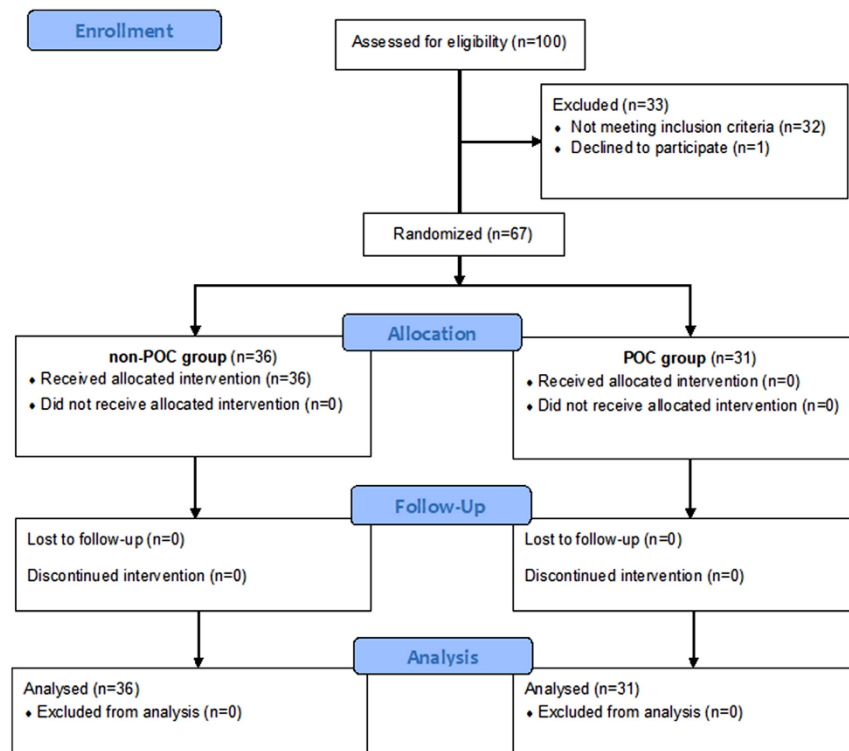 Enrollment
Assessed for eligibility (n=100)
Excluded (n=33)
♦ Not meeting inclusion criteria (n=32)
♦ Declined to participate (n=1)
Randomized (n=67)
Allocation
non-POC group (n=36)
♦ Received allocated intervention (n=36)
♦ Did not receive allocated intervention (n=0)
POC group (n=31)
♦ Received allocated intervention (n=0)
♦ Did not receive allocated intervention (n=0)
Follow-Up
Lost to follow-up (n=0)
Discontinued intervention (n=0)
Lost to follow-up (n=0)
Discontinued intervention (n=0)
Analysis
Analysed (n=36)
♦ Excluded from analysis (n=0)
Analysed (n=31)
♦ Excluded from analysis (n=0)